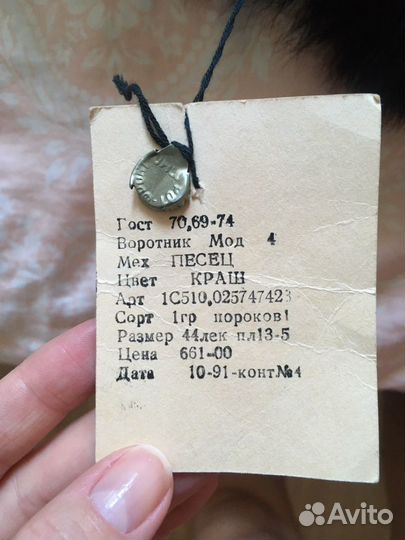 Гост 70,69-74
Воротник Мод 4
Мех ПЕСЕЦ
Цвет КРАШ
Арт 1С510,025747423
Сорт 1гр пороков1
Размер 44лек пл13-5
Цена 661-00
Дата 10-91-конт№4
Avito